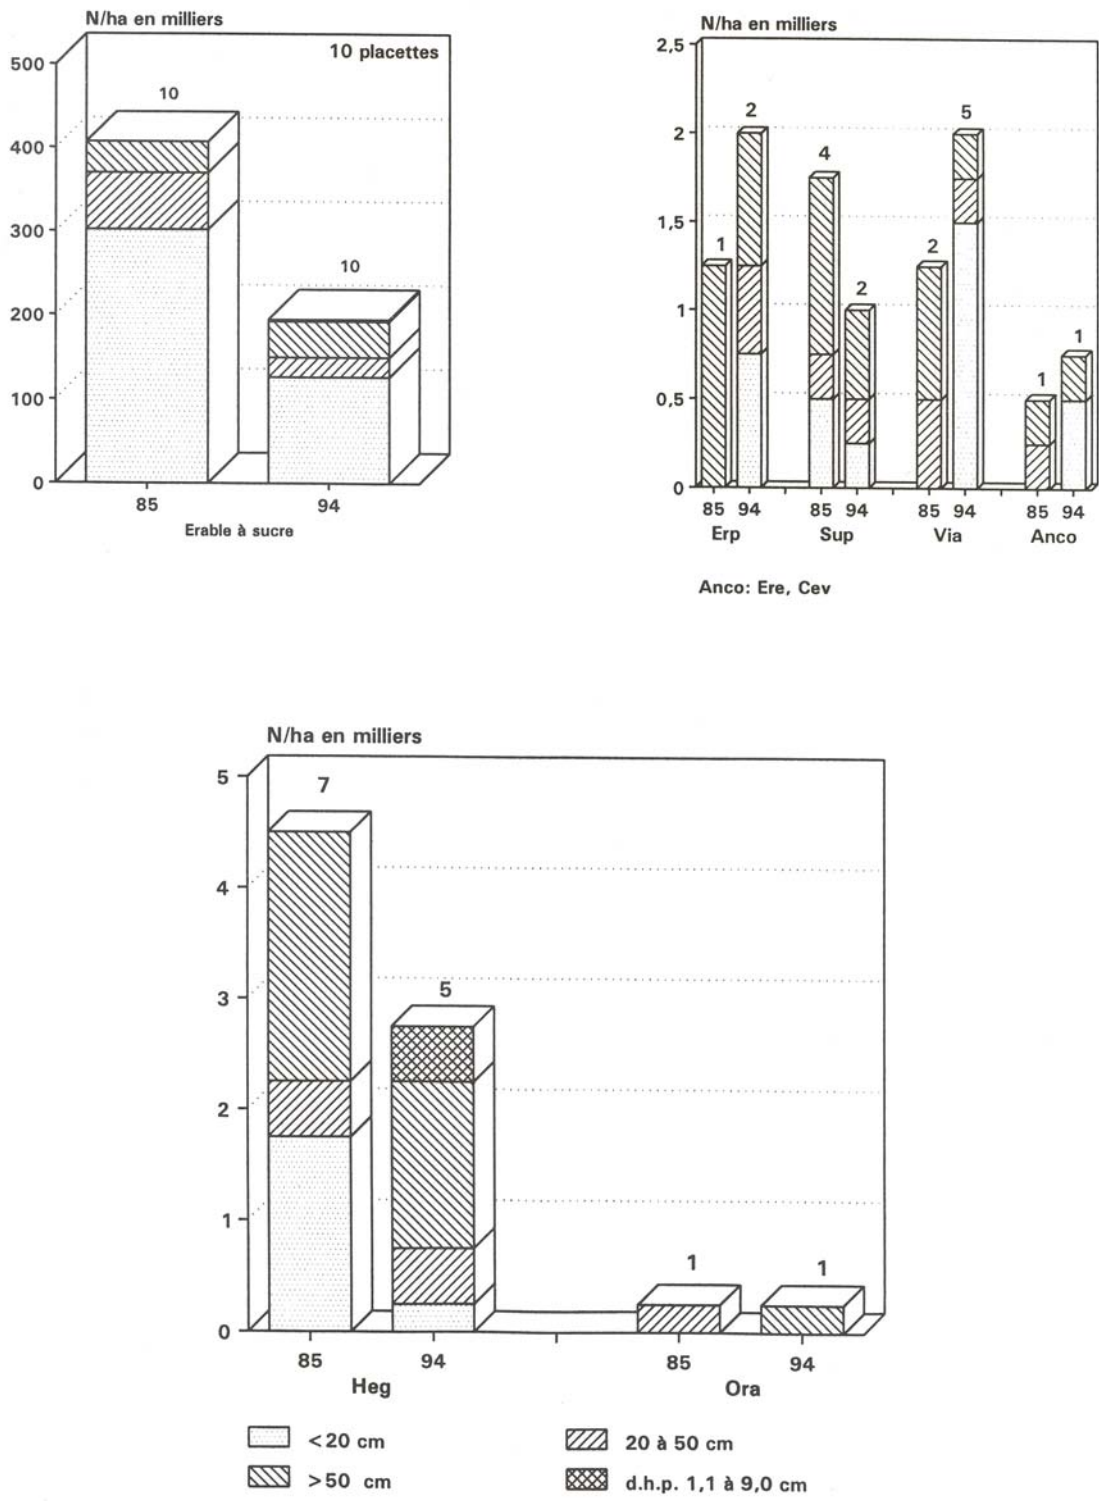 N/ha en milliers
10 placettes
500
400
300
200
100
0
10
10
85
94
Erable à sucre
N/ha en milliers
2,5
2
1,5
1
0,5
0
1
2
4
2
2
5
1
1
85 94 85 94 85 94 85 94
Erp Sup Via Anco
Anco: Ere, Cev
N/ha en milliers
5
4
3
2
1
0
7
5
1
1
85 94 85 94
Heg Ora
<20 cm
20 à 50 cm
>50 cm
d.h.p. 1,1 à 9,0 cm